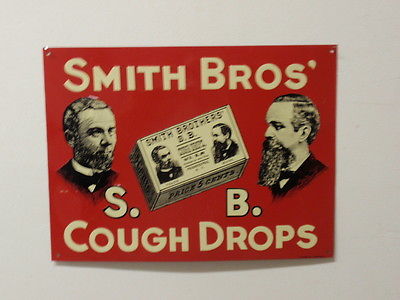 SMITH BROS'
SMITH BROTHERS'
S. B.
PRICE 5 CENTS
S. B.
COUGH DROPS